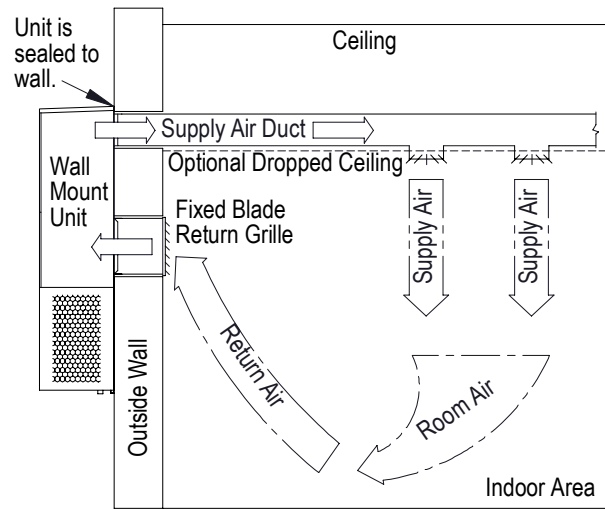 Unit is
sealed to
wall.
Ceiling
Supply Air Duct
Optional Dropped Ceiling
Wall
Mount
Unit
Fixed Blade
Return Grille
Supply Air
Supply Air
Return Air
Room Air
Outside Wall
Indoor Area